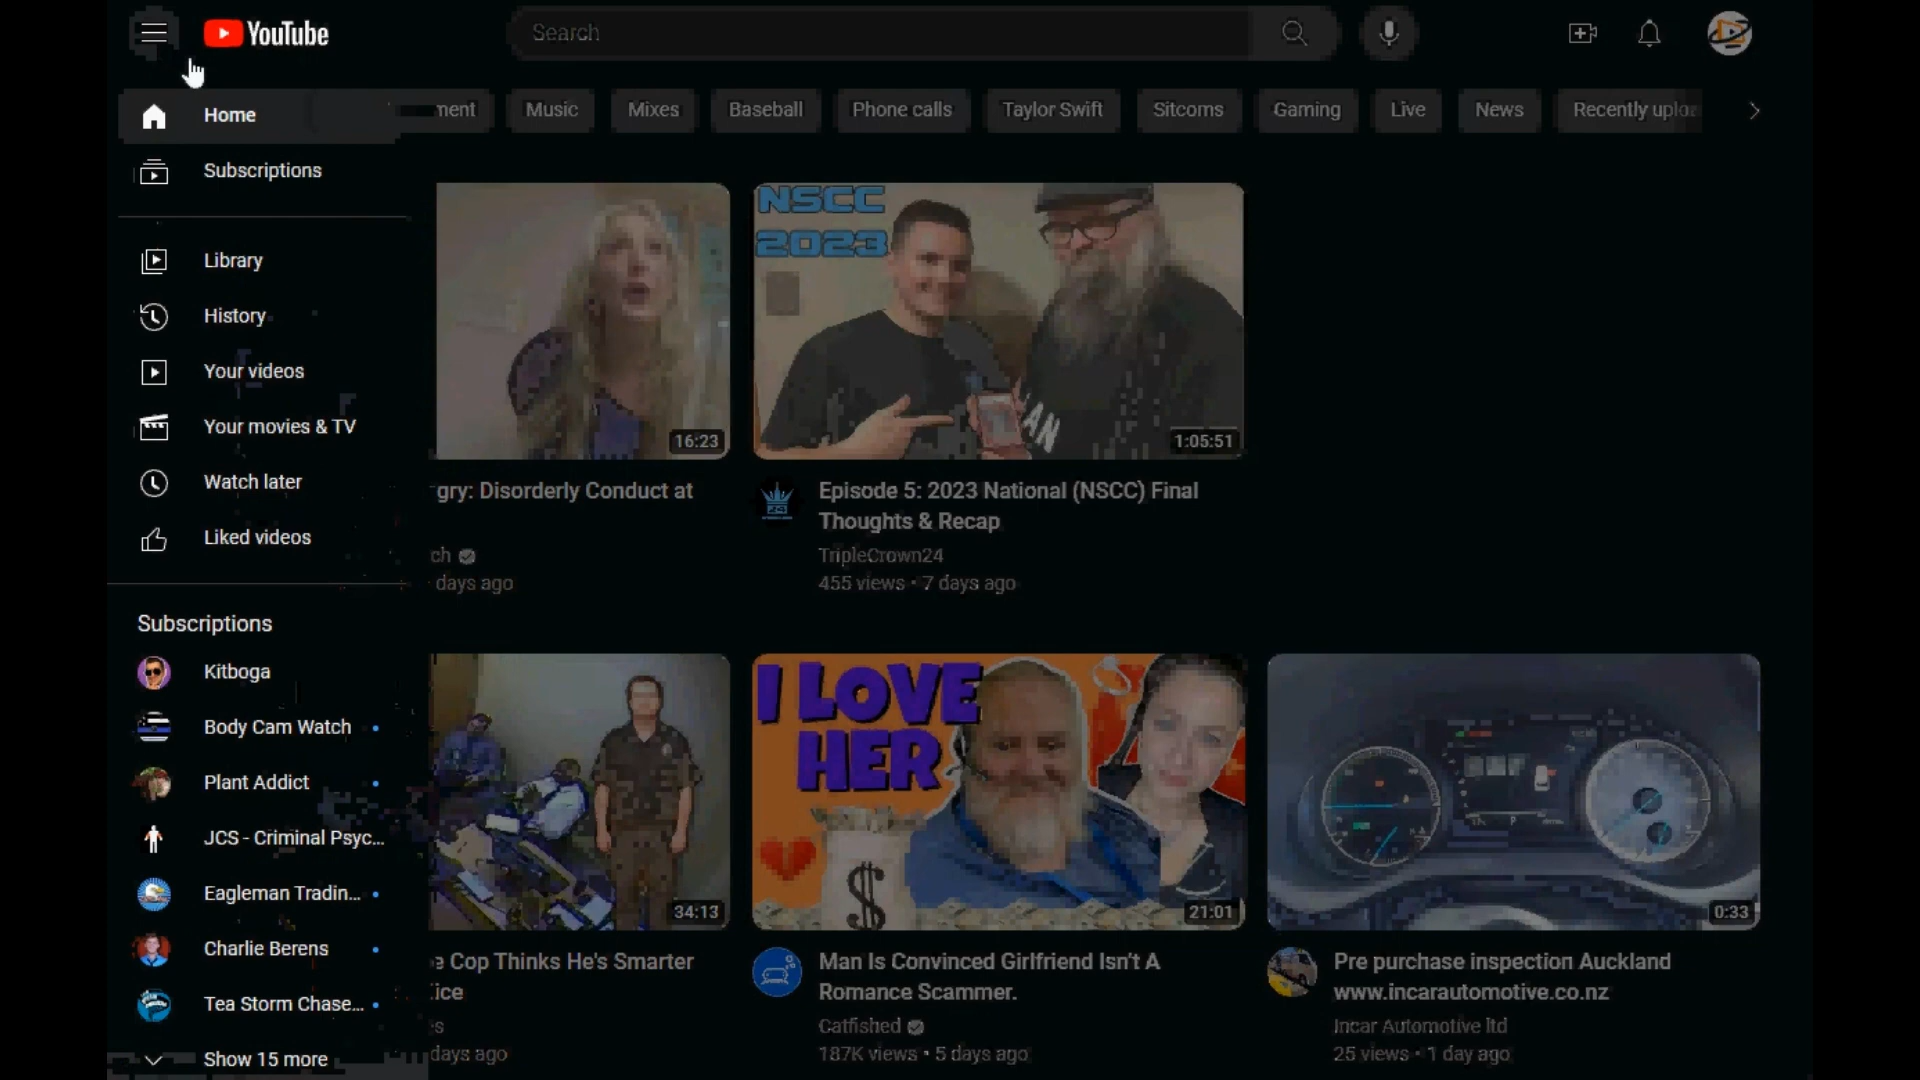 YouTube
Search
Home
ment
Music
Mixes
Baseball
Phone calls
Taylor Swift
Sitcoms
Gaming
Live
News
Recently uploa
Subscriptions
Library
History
Your videos
Your movies & TV
Watch later
Liked videos
Subscriptions
Kitboga
Body Cam Watch
Plant Addict
JCS - Criminal Psyc...
Eagleman Tradin...
Charlie Berens
Tea Storm Chase...
Show 15 more
16:23
gry: Disorderly Conduct at
ch
days ago
NSCC
2023
AN
1:05:51
Episode 5: 2023 National (NSCC) Final
Thoughts & Recap
TripleCrown24
455 views • 7 days ago
34:13
e Cop Thinks He's Smarter
ice
s
days ago
I LOVE
HER
$
21:01
Man Is Convinced Girlfriend Isn't A
Romance Scammer.
Catfished
187K views • 5 days ago
0:33
Pre purchase inspection Auckland
www.incarautomotive.co.nz
Incar Automotive ltd
25 views • 1 day ago